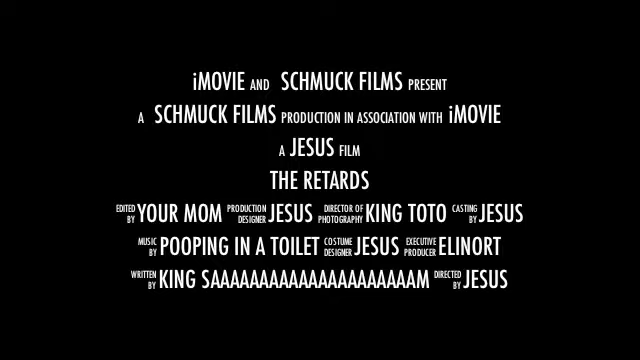 iMOVIE AND SCHMUCK FILMS PRESENT
A SCHMUCK FILMS PRODUCTION IN ASSOCIATION WITH iMOVIE
A JESUS FILM
THE RETARDS
EDITED BY YOUR MOM PRODUCTION DESIGNER JESUS DIRECTOR OF PHOTOGRAPHY KING TOTO CASTING BY JESUS
MUSIC BY POOPING IN A TOILET COSTUME DESIGNER JESUS EXECUTIVE PRODUCER ELINORT
WRITTEN BY KING SAAAAAAAAAAAAAAAAAAAAAM DIRECTED BY JESUS